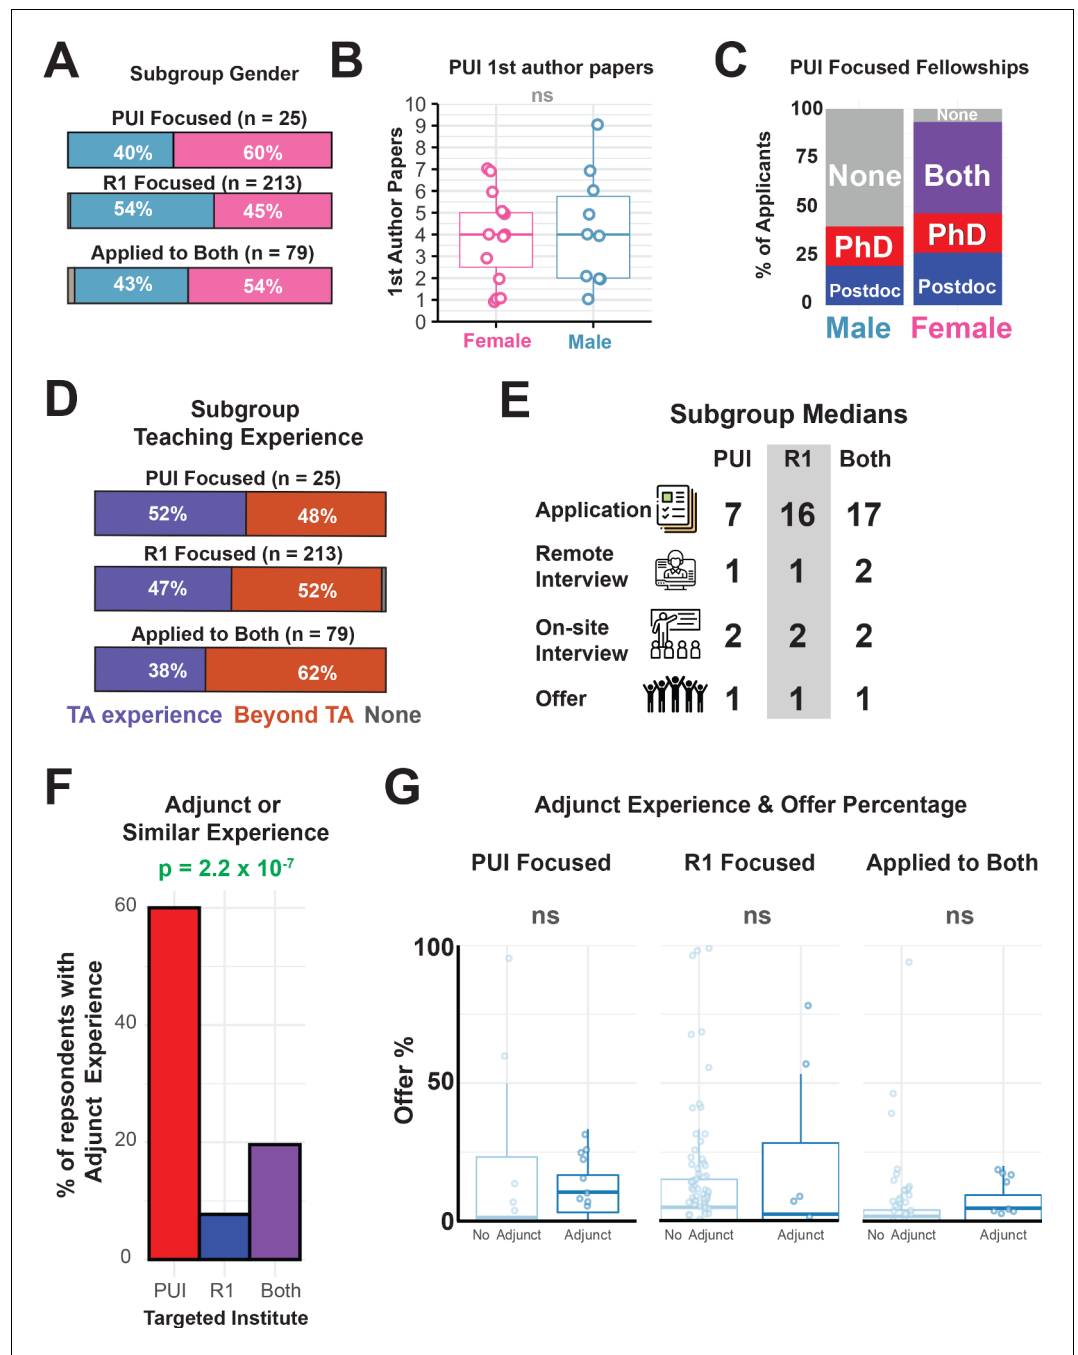 A
Subgroup Gender
PUI Focused (n = 25)
40%
60%
R1 Focused (n = 213)
54%
45%
Applied to Both (n = 79)
43%
54%
B
PUI 1st author papers
ns
1st Author Papers
10
9
8
7
6
5
4
3
2
1
0
Female
Male
C
PUI Focused Fellowships
% of Applicants
100
75
50
25
0
None
PhD
Postdoc
None
Both
PhD
Postdoc
Male
Female
D
Subgroup
Teaching Experience
PUI Focused (n = 25)
52%
48%
R1 Focused (n = 213)
47%
52%
Applied to Both (n = 79)
38%
62%
TA experience Beyond TA None
E
Subgroup Medians
PUI R1 Both
Application 7 16 17
Remote
Interview 1 1 2
On-site
Interview 2 2 2
Offer 1 1 1
F
Adjunct or
Similar Experience
p = 2.2 x 10-7
% of repsondents with
Adjunct Experience
60
40
20
0
PUI R1 Both
Targeted Institute
G
Adjunct Experience & Offer Percentage
PUI Focused
R1 Focused
Applied to Both
ns
ns
ns
Offer %
100
50
0
No Adjunct
Adjunct
No Adjunct
Adjunct
No Adjunct
Adjunct